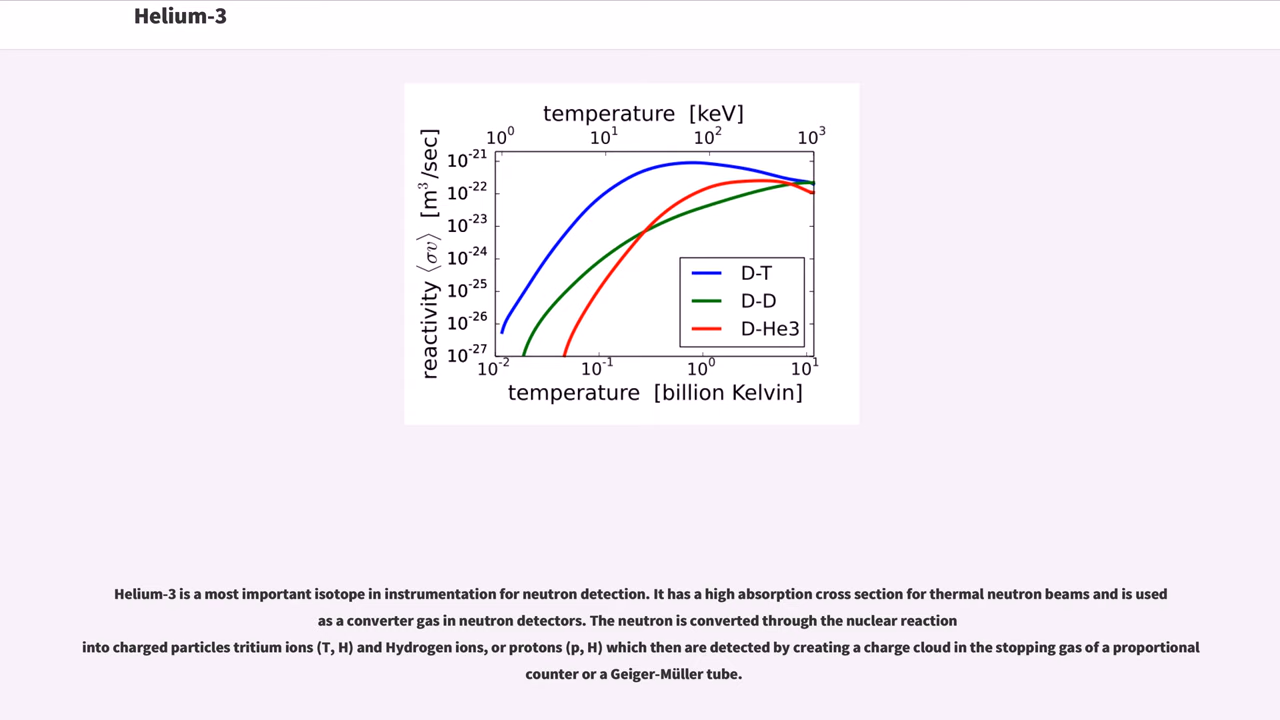 Helium-3
temperature [keV]
10^0 10^1 10^2 10^3
reactivity ⟨σv⟩ [m^3/sec]
10^-21
10^-22
10^-23
10^-24
10^-25
10^-26
10^-27
D-T
D-D
D-He3
10^-2 10^-1 10^0 10^1
temperature [billion Kelvin]
Helium-3 is a most important isotope in instrumentation for neutron detection. It has a high absorption cross section for thermal neutron beams and is used
as a converter gas in neutron detectors. The neutron is converted through the nuclear reaction
into charged particles tritium ions (T, H) and Hydrogen ions, or protons (p, H) which then are detected by creating a charge cloud in the stopping gas of a proportional
counter or a Geiger-Müller tube.